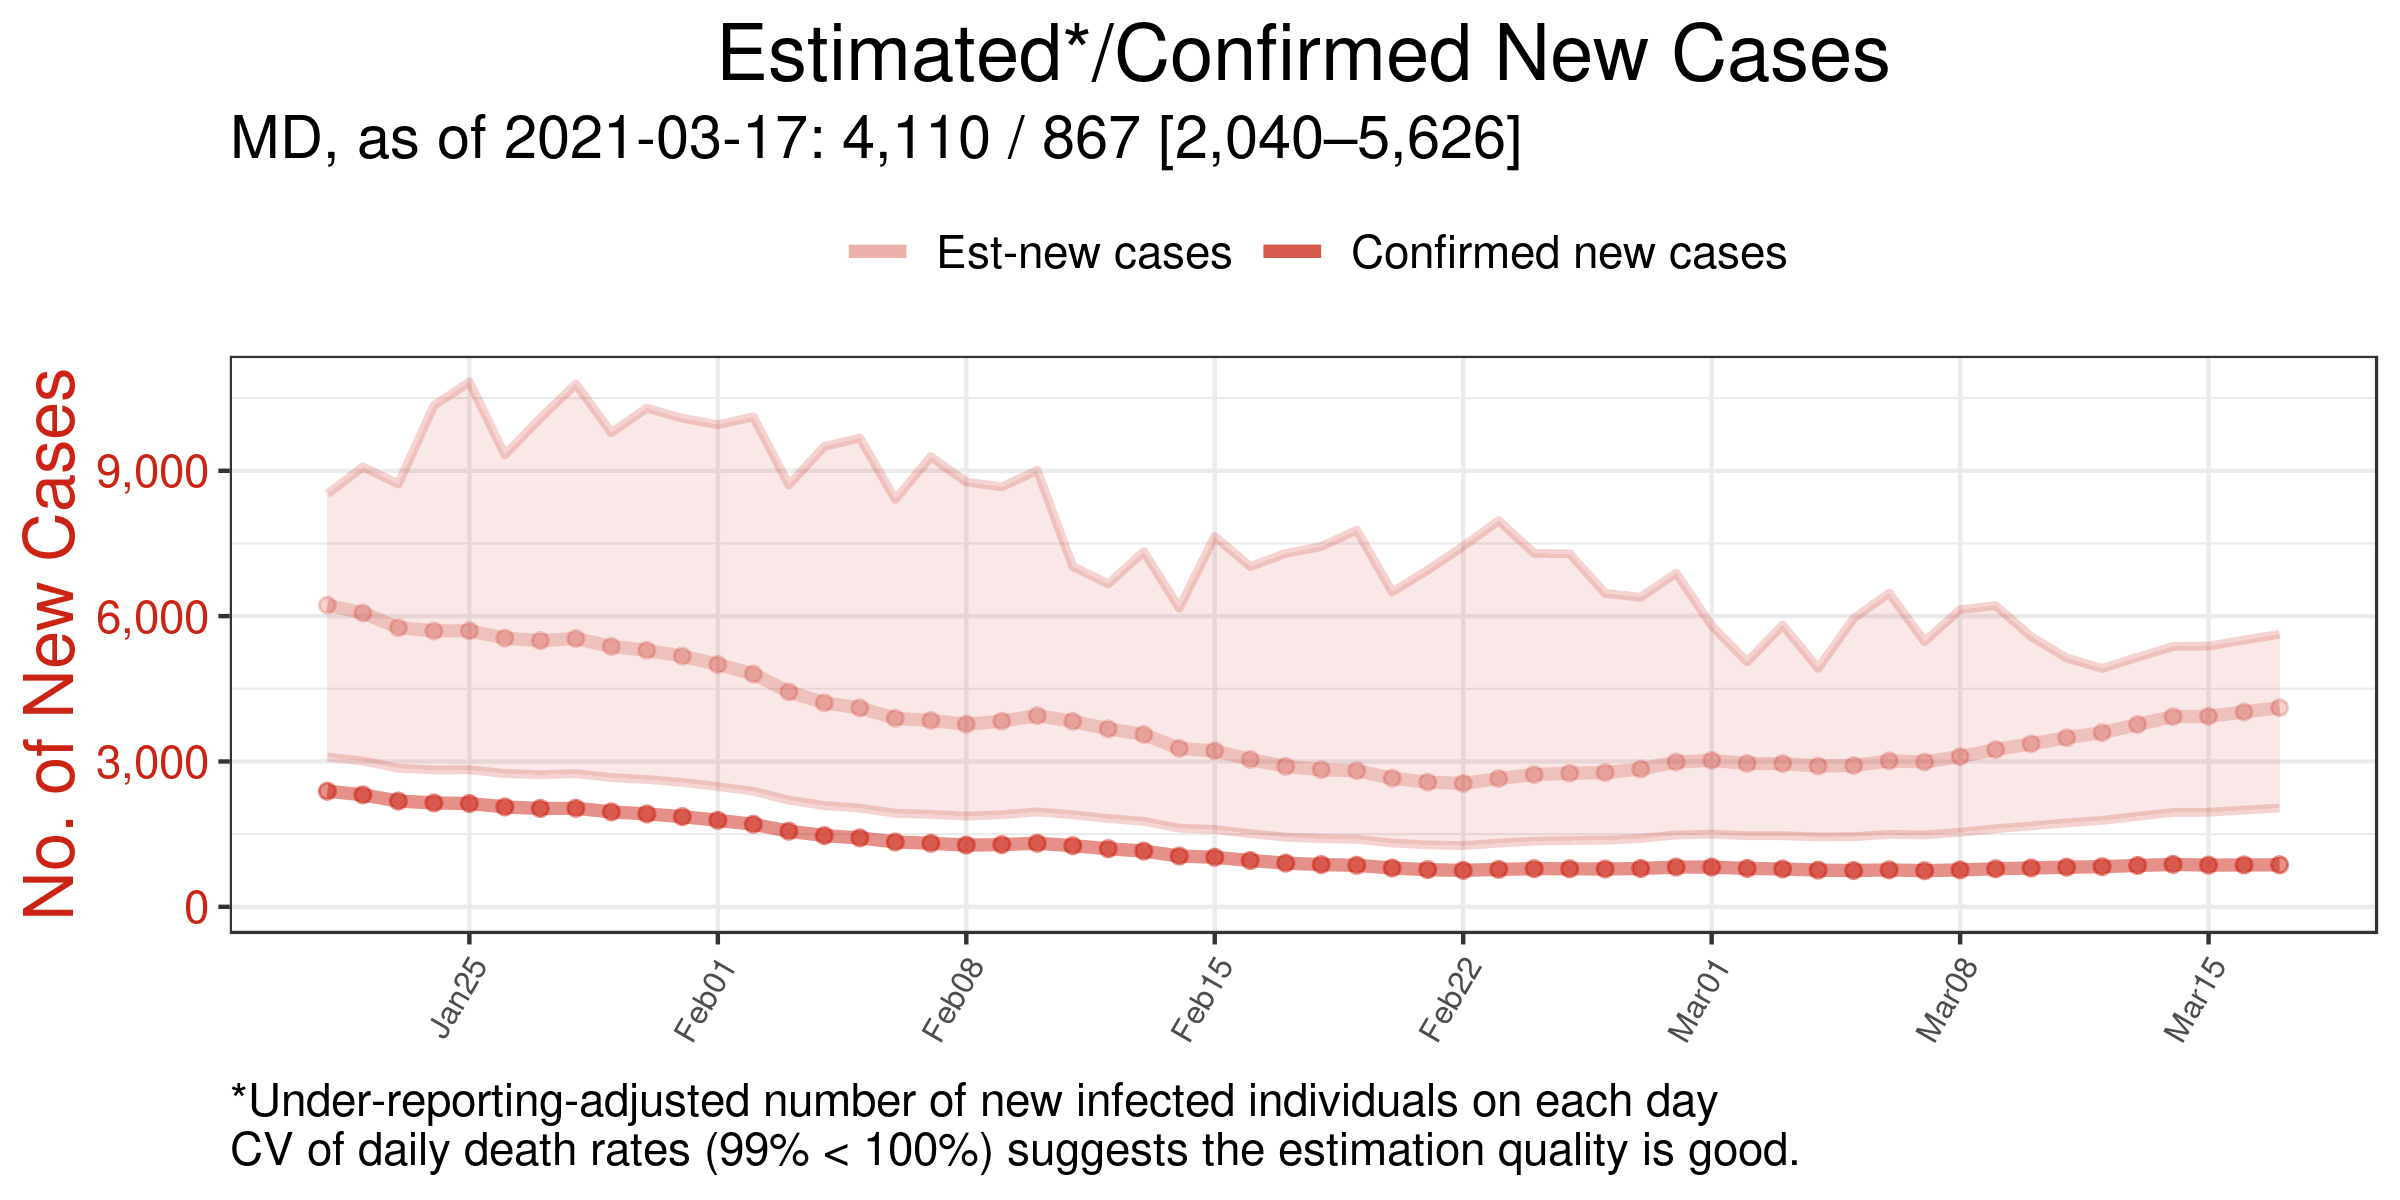 Estimated*/Confirmed New Cases
MD, as of 2021-03-17: 4,110 / 867 [2,040–5,626]
Est-new cases
Confirmed new cases
No. of New Cases
9,000
6,000
3,000
0
Jan25
Feb01
Feb08
Feb15
Feb22
Mar01
Mar08
Mar15
*Under-reporting-adjusted number of new infected individuals on each day
CV of daily death rates (99% < 100%) suggests the estimation quality is good.